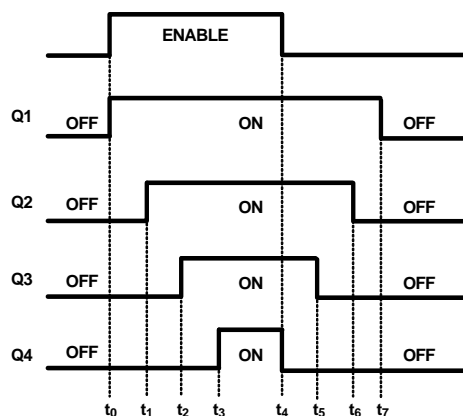 ENABLE
Q1 OFF ON OFF
Q2 OFF ON OFF
Q3 OFF ON OFF
Q4 OFF ON OFF
t0 t1 t2 t3 t4 t5 t6 t7